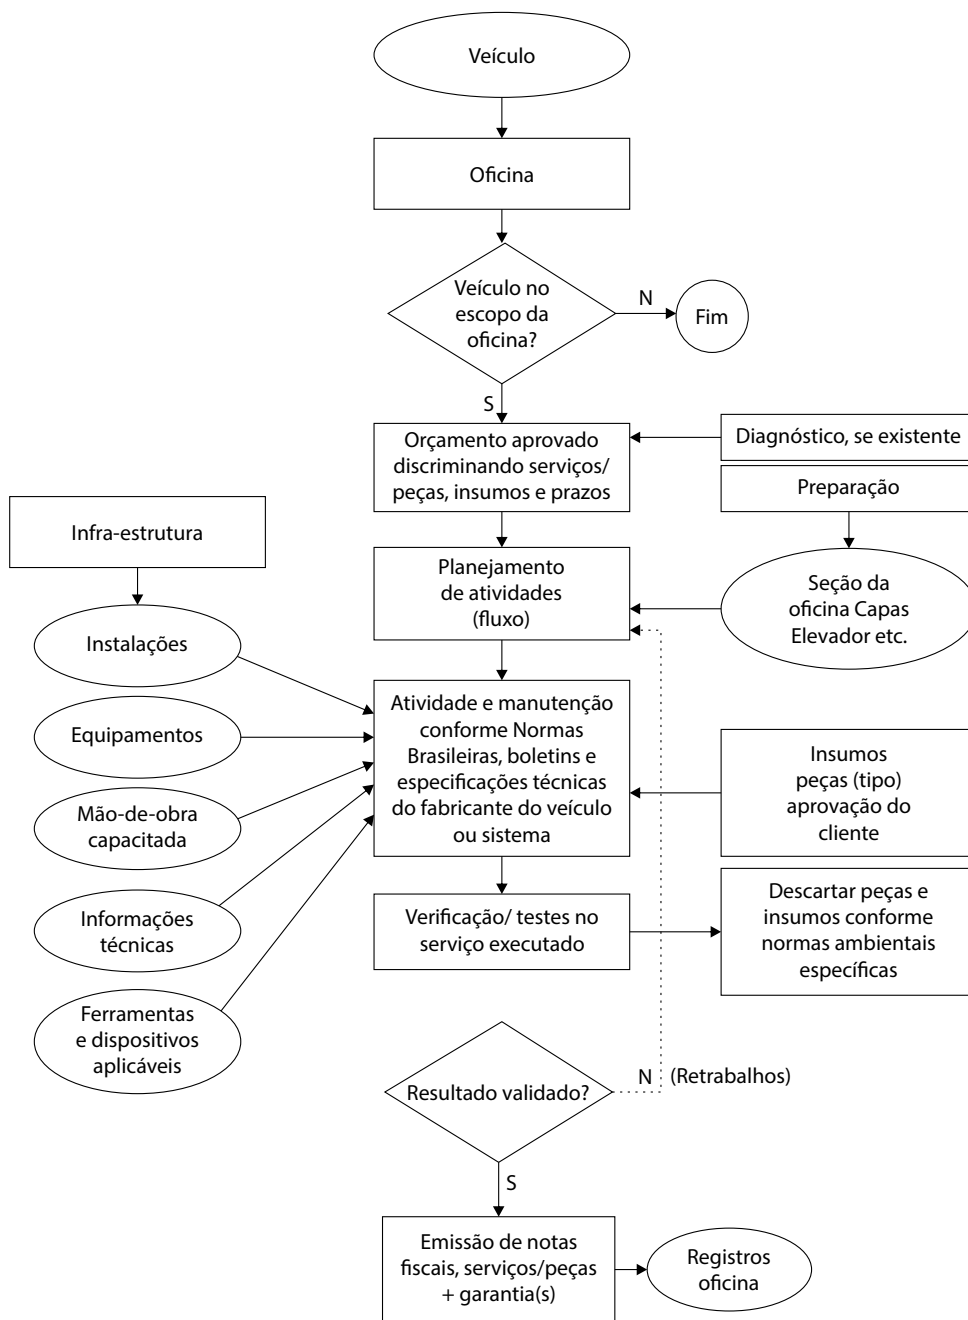 Veículo
Oficina
Veículo no
escopo da
oficina?
N
Fim
S
Orçamento aprovado
discriminando serviços/
peças, insumos e prazos
Diagnóstico, se existente
Preparação
Infra-estrutura
Planejamento
de atividades
(fluxo)
Seção da
oficina Capas
Elevador etc.
Instalações
Equipamentos
Mão-de-obra
capacitada
Informações
técnicas
Ferramentas
e dispositivos
aplicáveis
Atividade e manutenção
conforme Normas
Brasileiras, boletins e
especificações técnicas
do fabricante do veículo
ou sistema
Insumos
peças (tipo)
aprovação do
cliente
Verificação/ testes no
serviço executado
Descartar peças e
insumos conforme
normas ambientais
específicas
Resultado validado?
N (Retrabalhos)
S
Emissão de notas
fiscais, serviços/peças
+ garantia(s)
Registros
oficina